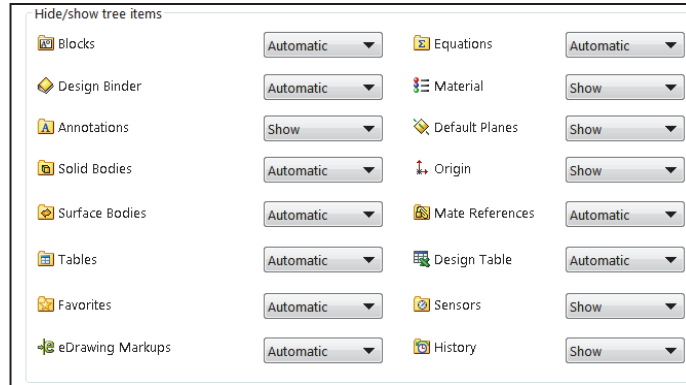 Hide/show tree items
Blocks Automatic Equations Automatic
Design Binder Automatic Material Show
Annotations Show Default Planes Show
Solid Bodies Automatic Origin Show
Surface Bodies Automatic Mate References Automatic
Tables Automatic Design Table Automatic
Favorites Automatic Sensors Show
eDrawing Markups Automatic History Show